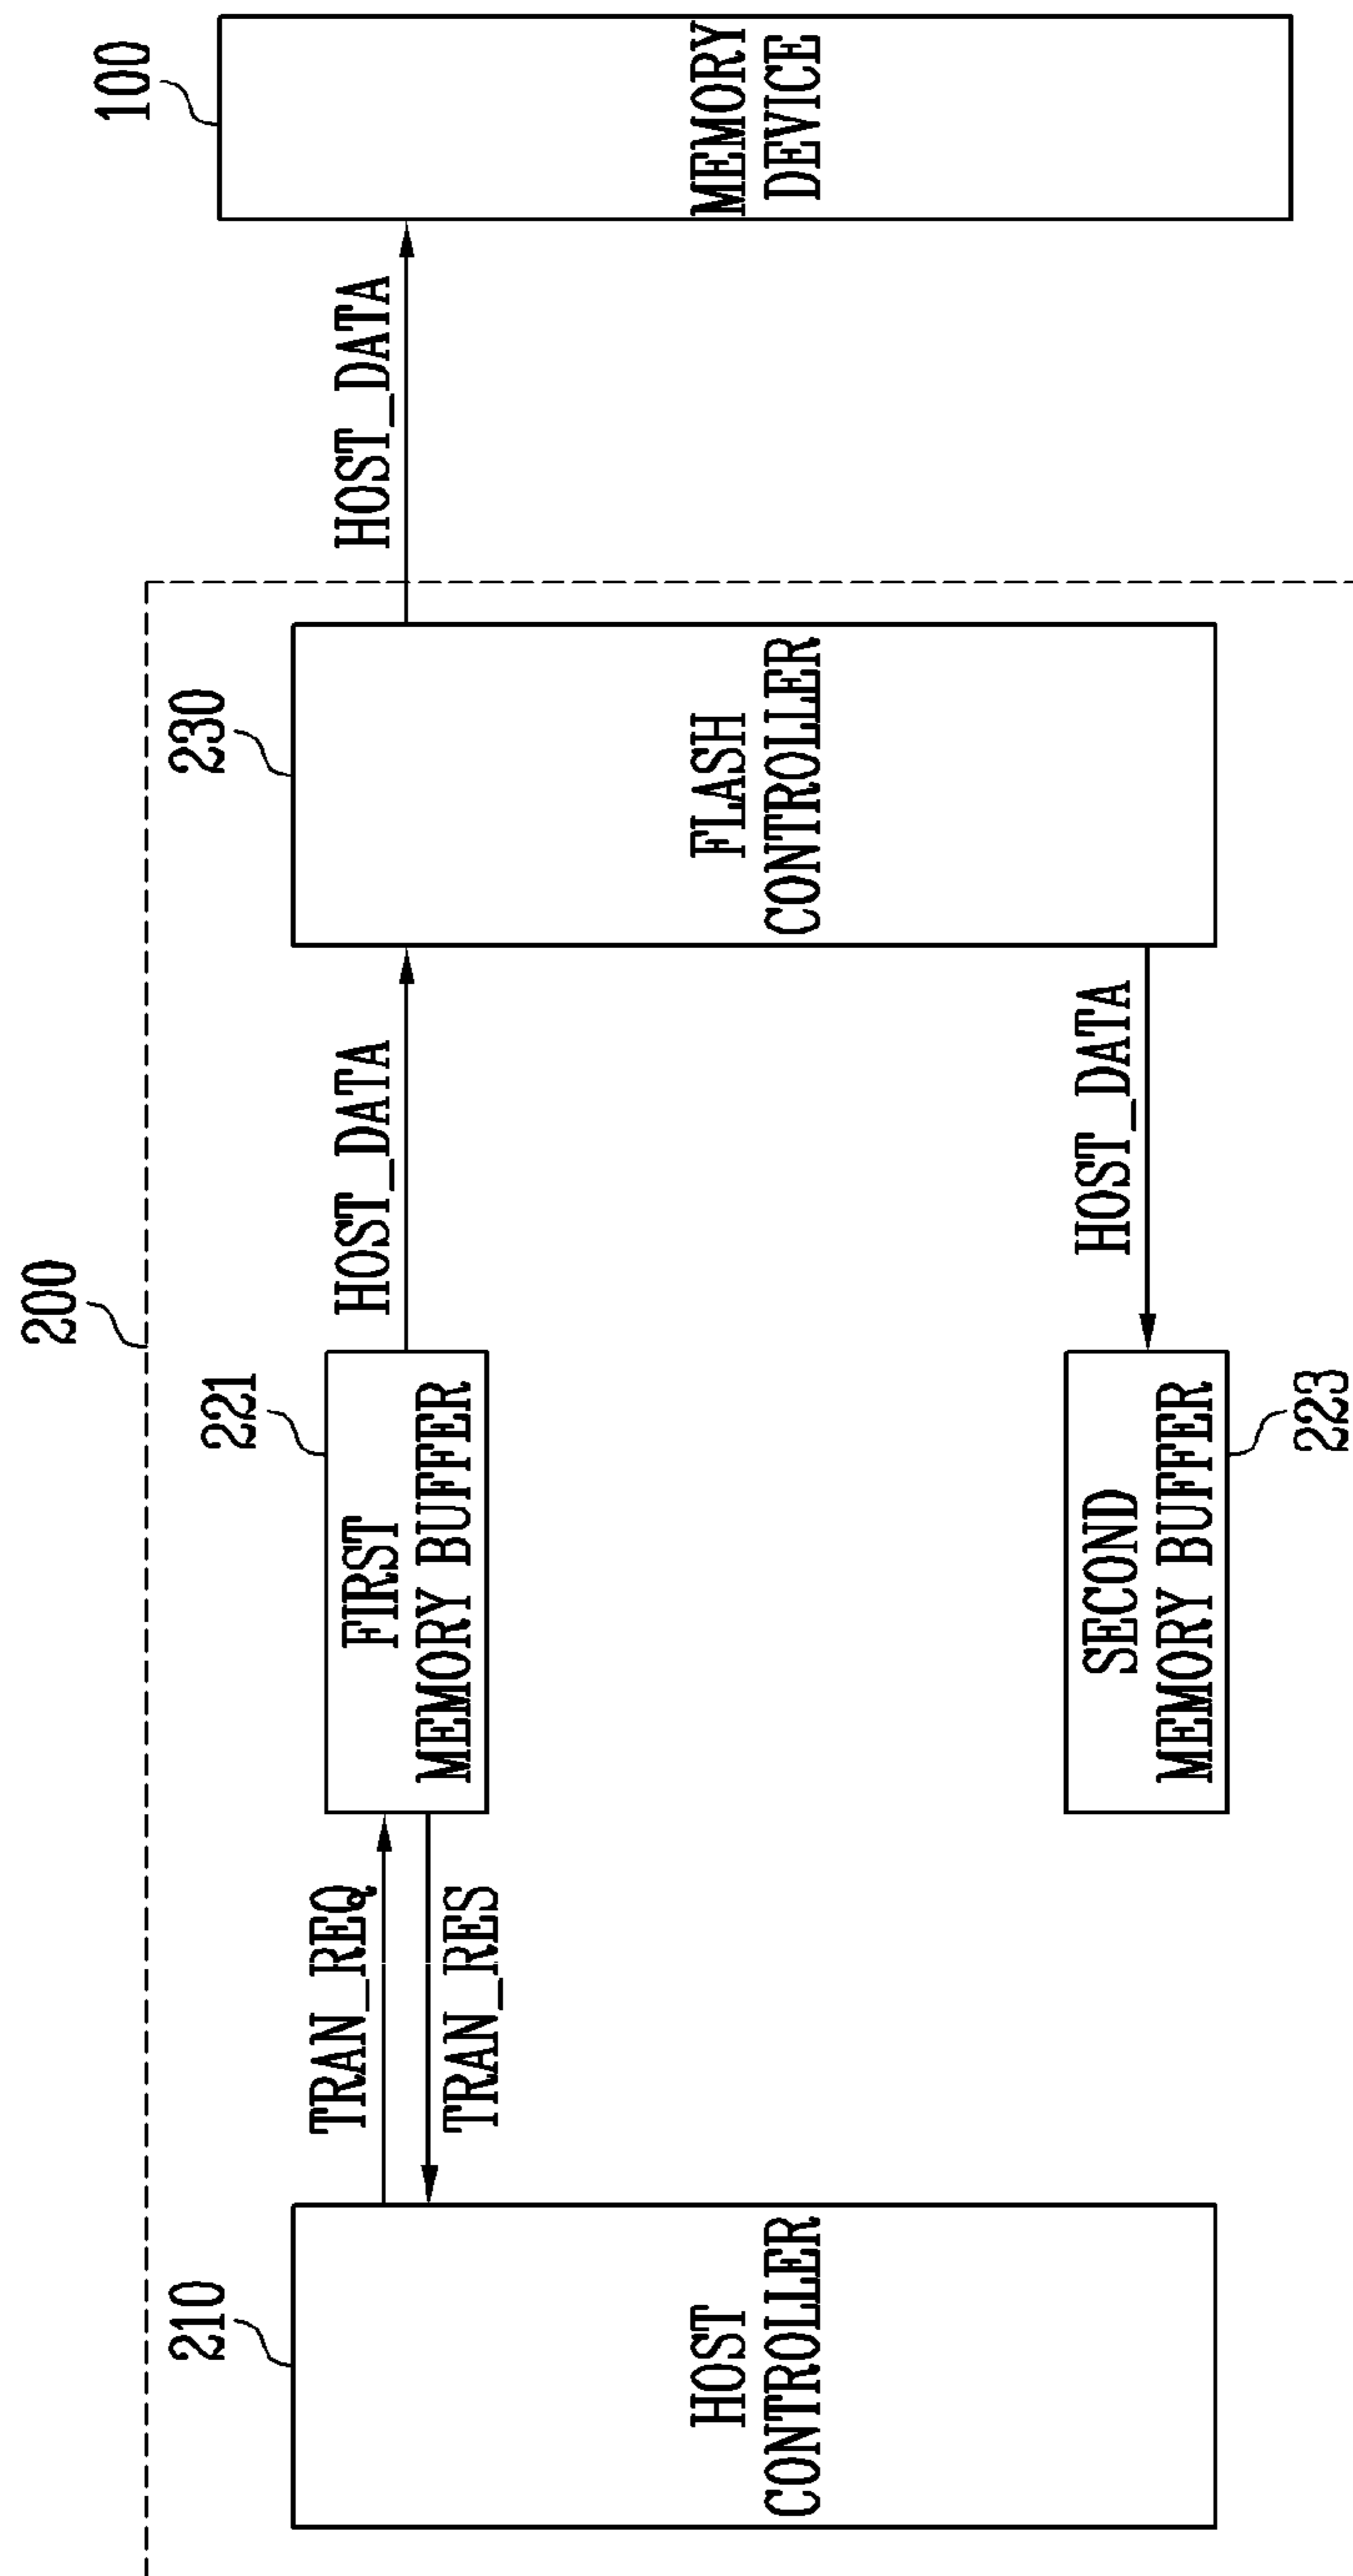 200
210
HOST
CONTROLLER
TRAN_REQ
TRAN_RES
221
FIRST
MEMORY BUFFER
HOST_DATA
SECOND
MEMORY BUFFER
223
HOST_DATA
230
FLASH
CONTROLLER
HOST_DATA
100
MEMORY
DEVICE